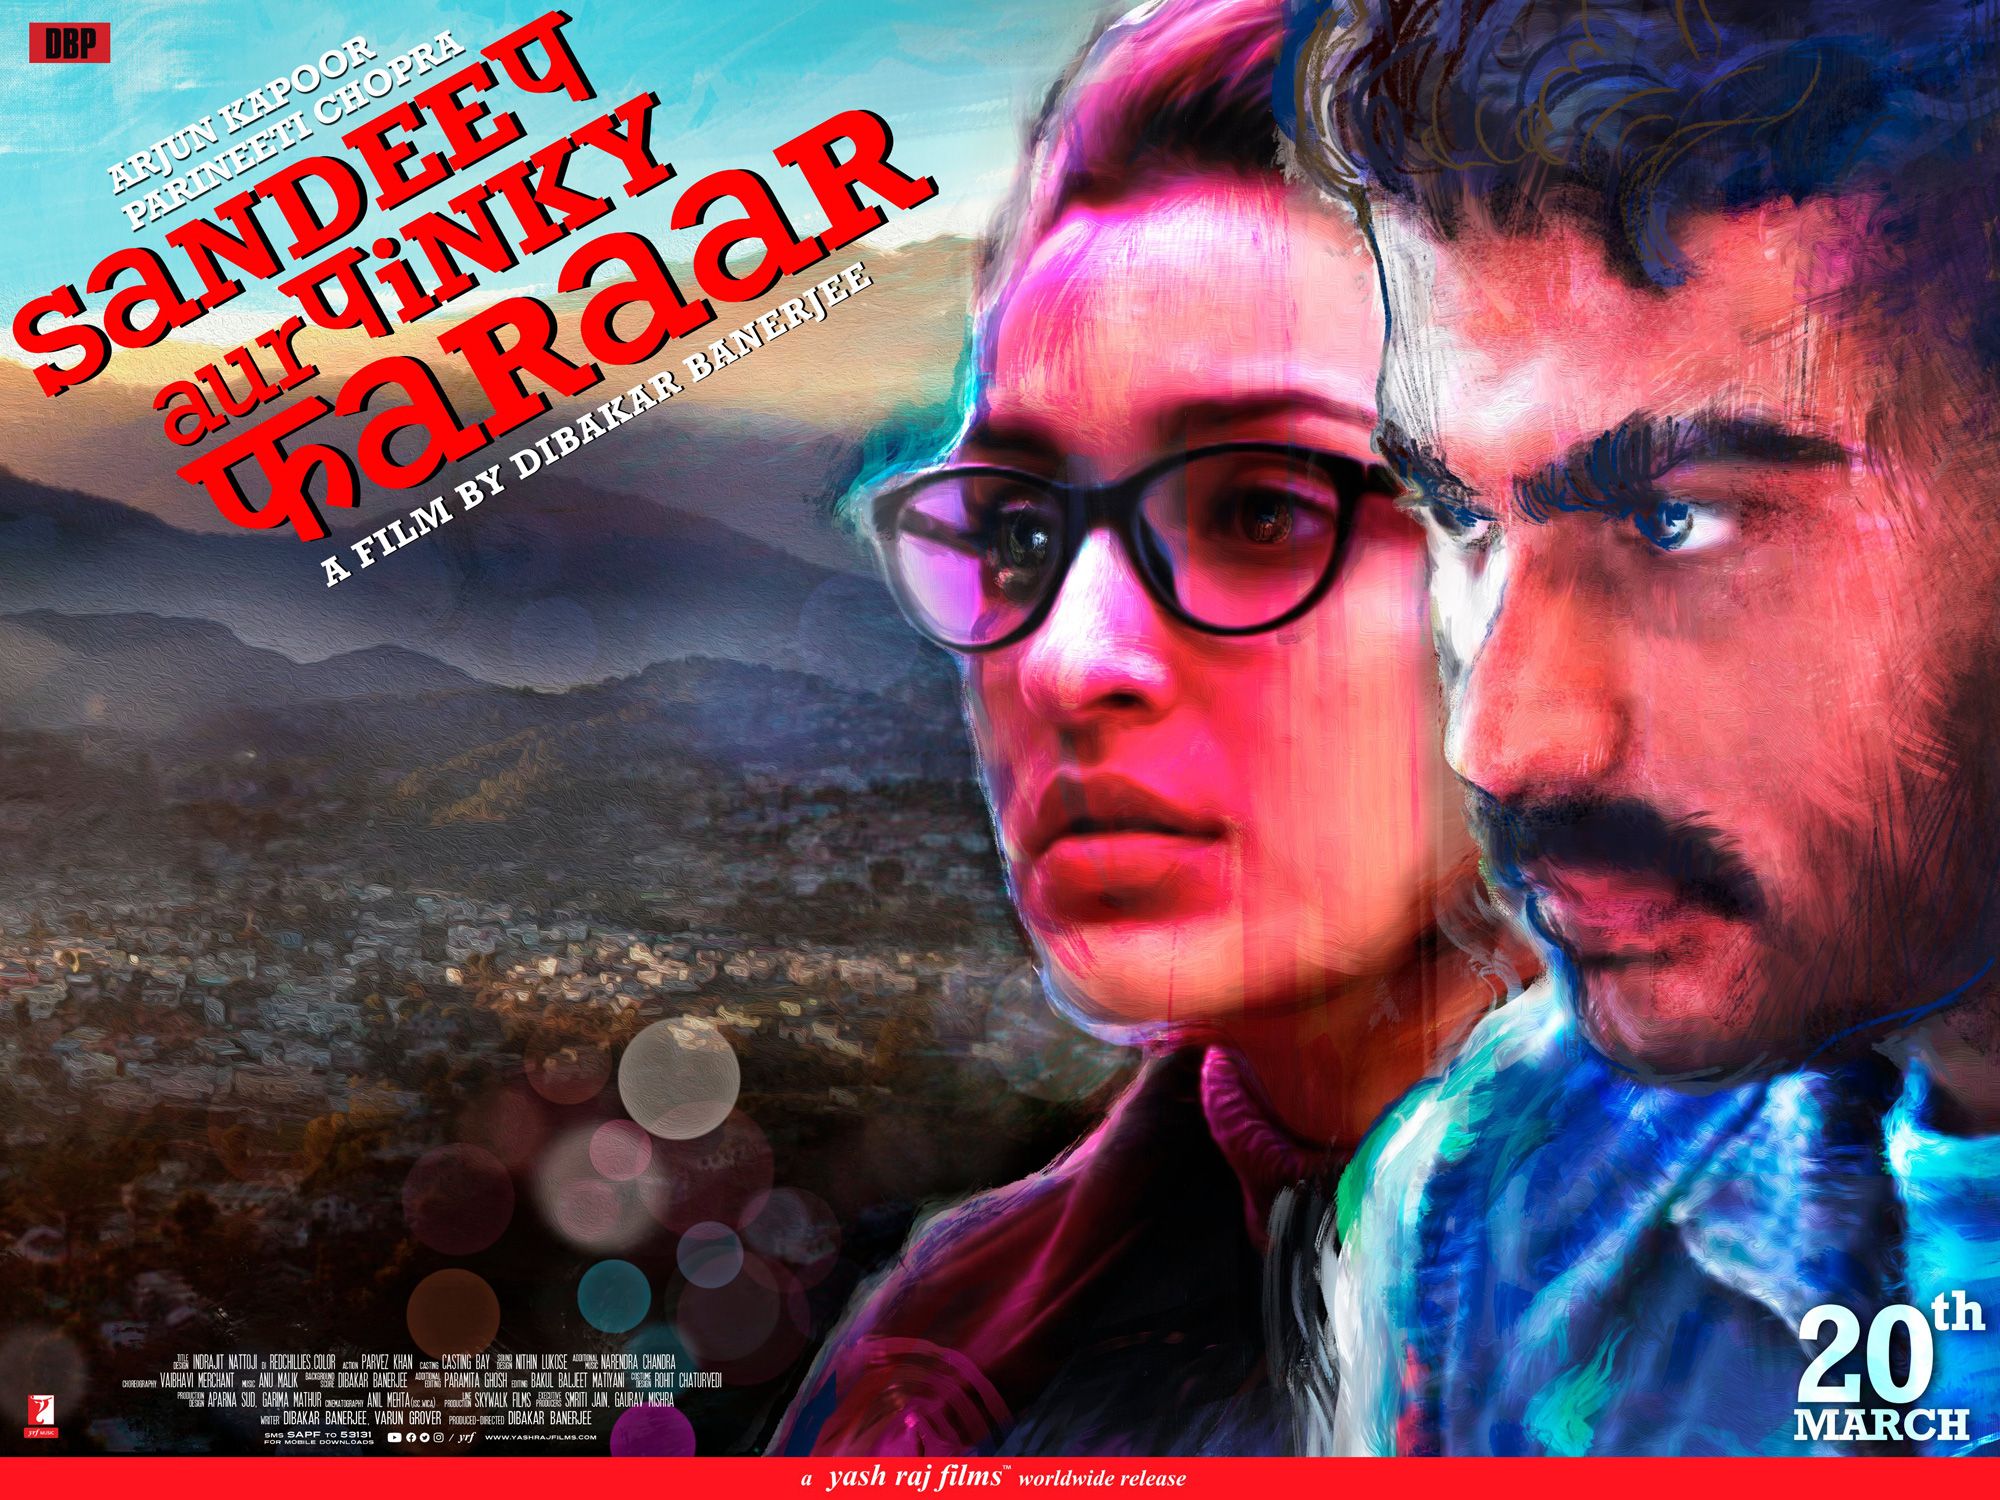 DBP
ARJUN KAPOOR
PARINEETI CHOPRA
SaNDEEप
aur पiNKY
फaRaaR
A FILM BY DIBAKAR BANERJEE
TITLE DESIGN INDRAJIT NATTOJI DI REDCHILLIES.COLOR ACTION PARVEZ KHAN CASTING CASTING BAY SOUND DESIGN NITHIN LUKOSE ADDITIONAL MUSIC NARENDRA CHANDRA
CHOREOGRAPHY VAIBHAVI MERCHANT MUSIC ANU MALIK BACKGROUND SCORE DIBAKAR BANERJEE ADDITIONAL EDITING PARAMITA GHOSH EDITING BAKUL BALJEET MATIYANI COSTUME DESIGN ROHIT CHATURVEDI
PRODUCTION DESIGN APARNA SUD, GARIMA MATHUR CINEMATOGRAPHY ANIL MEHTA (ISC, WICA) LINE PRODUCTION SKYWALK FILMS EXECUTIVE PRODUCERS SMRITI JAIN, GAURAV MISHRA
WRITER DIBAKAR BANERJEE, VARUN GROVER PRODUCED-DIRECTED DIBAKAR BANERJEE
SMS SAPF TO 53131
FOR MOBILE DOWNLOADS
/ yrf WWW.YASHRAJFILMS.COM
yrf MUSIC
20th
MARCH
a yash raj films™ worldwide release